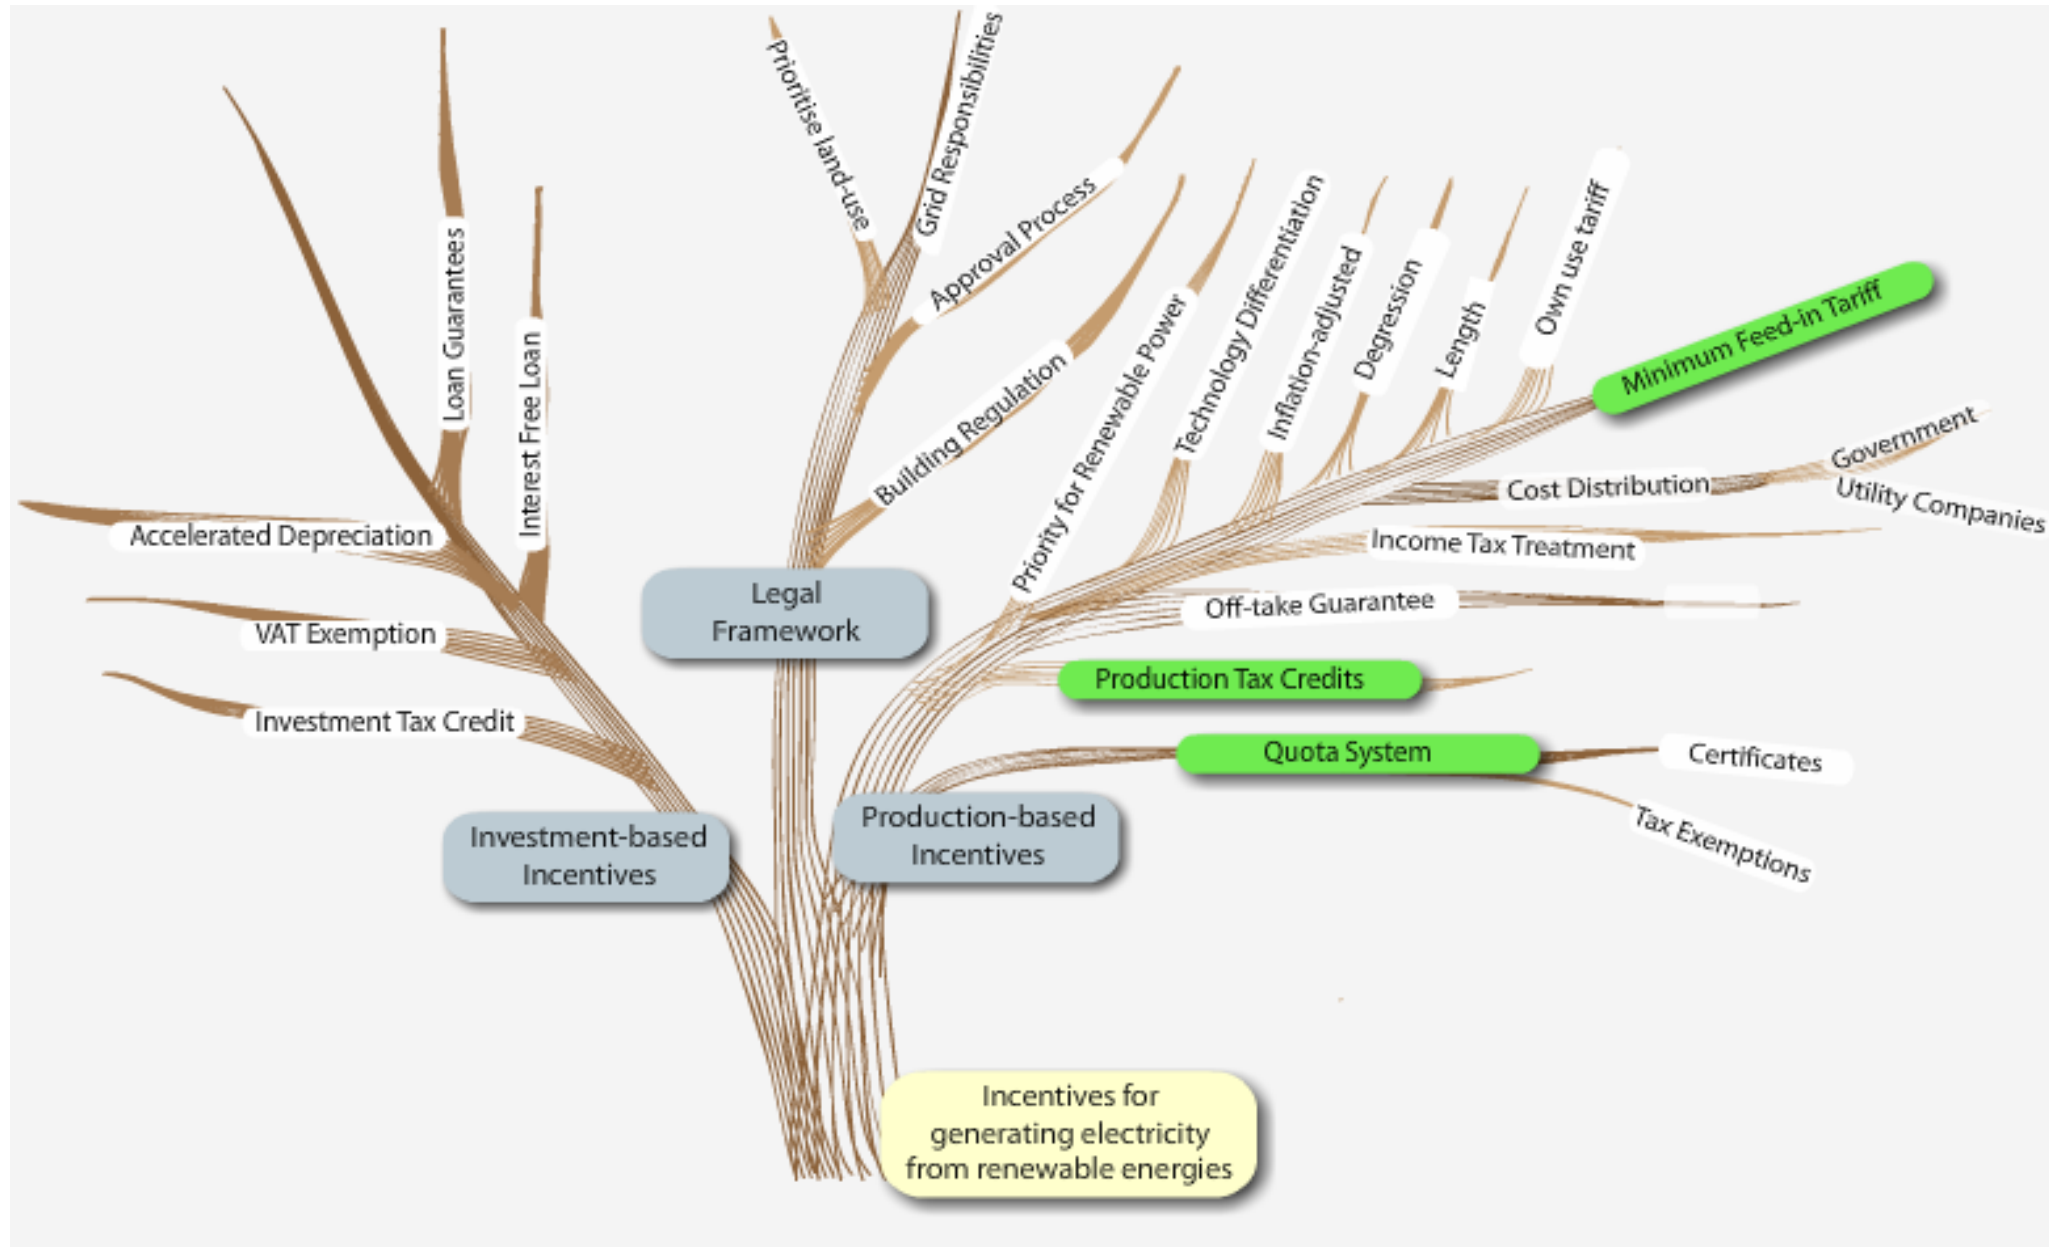 Prioritise land-use
Grid Responsibilities
Approval Process
Building Regulation
Loan Guarantees
Interest Free Loan
Accelerated Depreciation
VAT Exemption
Investment Tax Credit
Legal
Framework
Investment-based
Incentives
Production-based
Incentives
Priority for Renewable Power
Technology Differentiation
Inflation-adjusted
Degression
Length
Own use tariff
Minimum Feed-in Tariff
Cost Distribution
Government
Utility Companies
Income Tax Treatment
Off-take Guarantee
Production Tax Credits
Quota System
Certificates
Tax Exemptions
Incentives for
generating electricity
from renewable energies